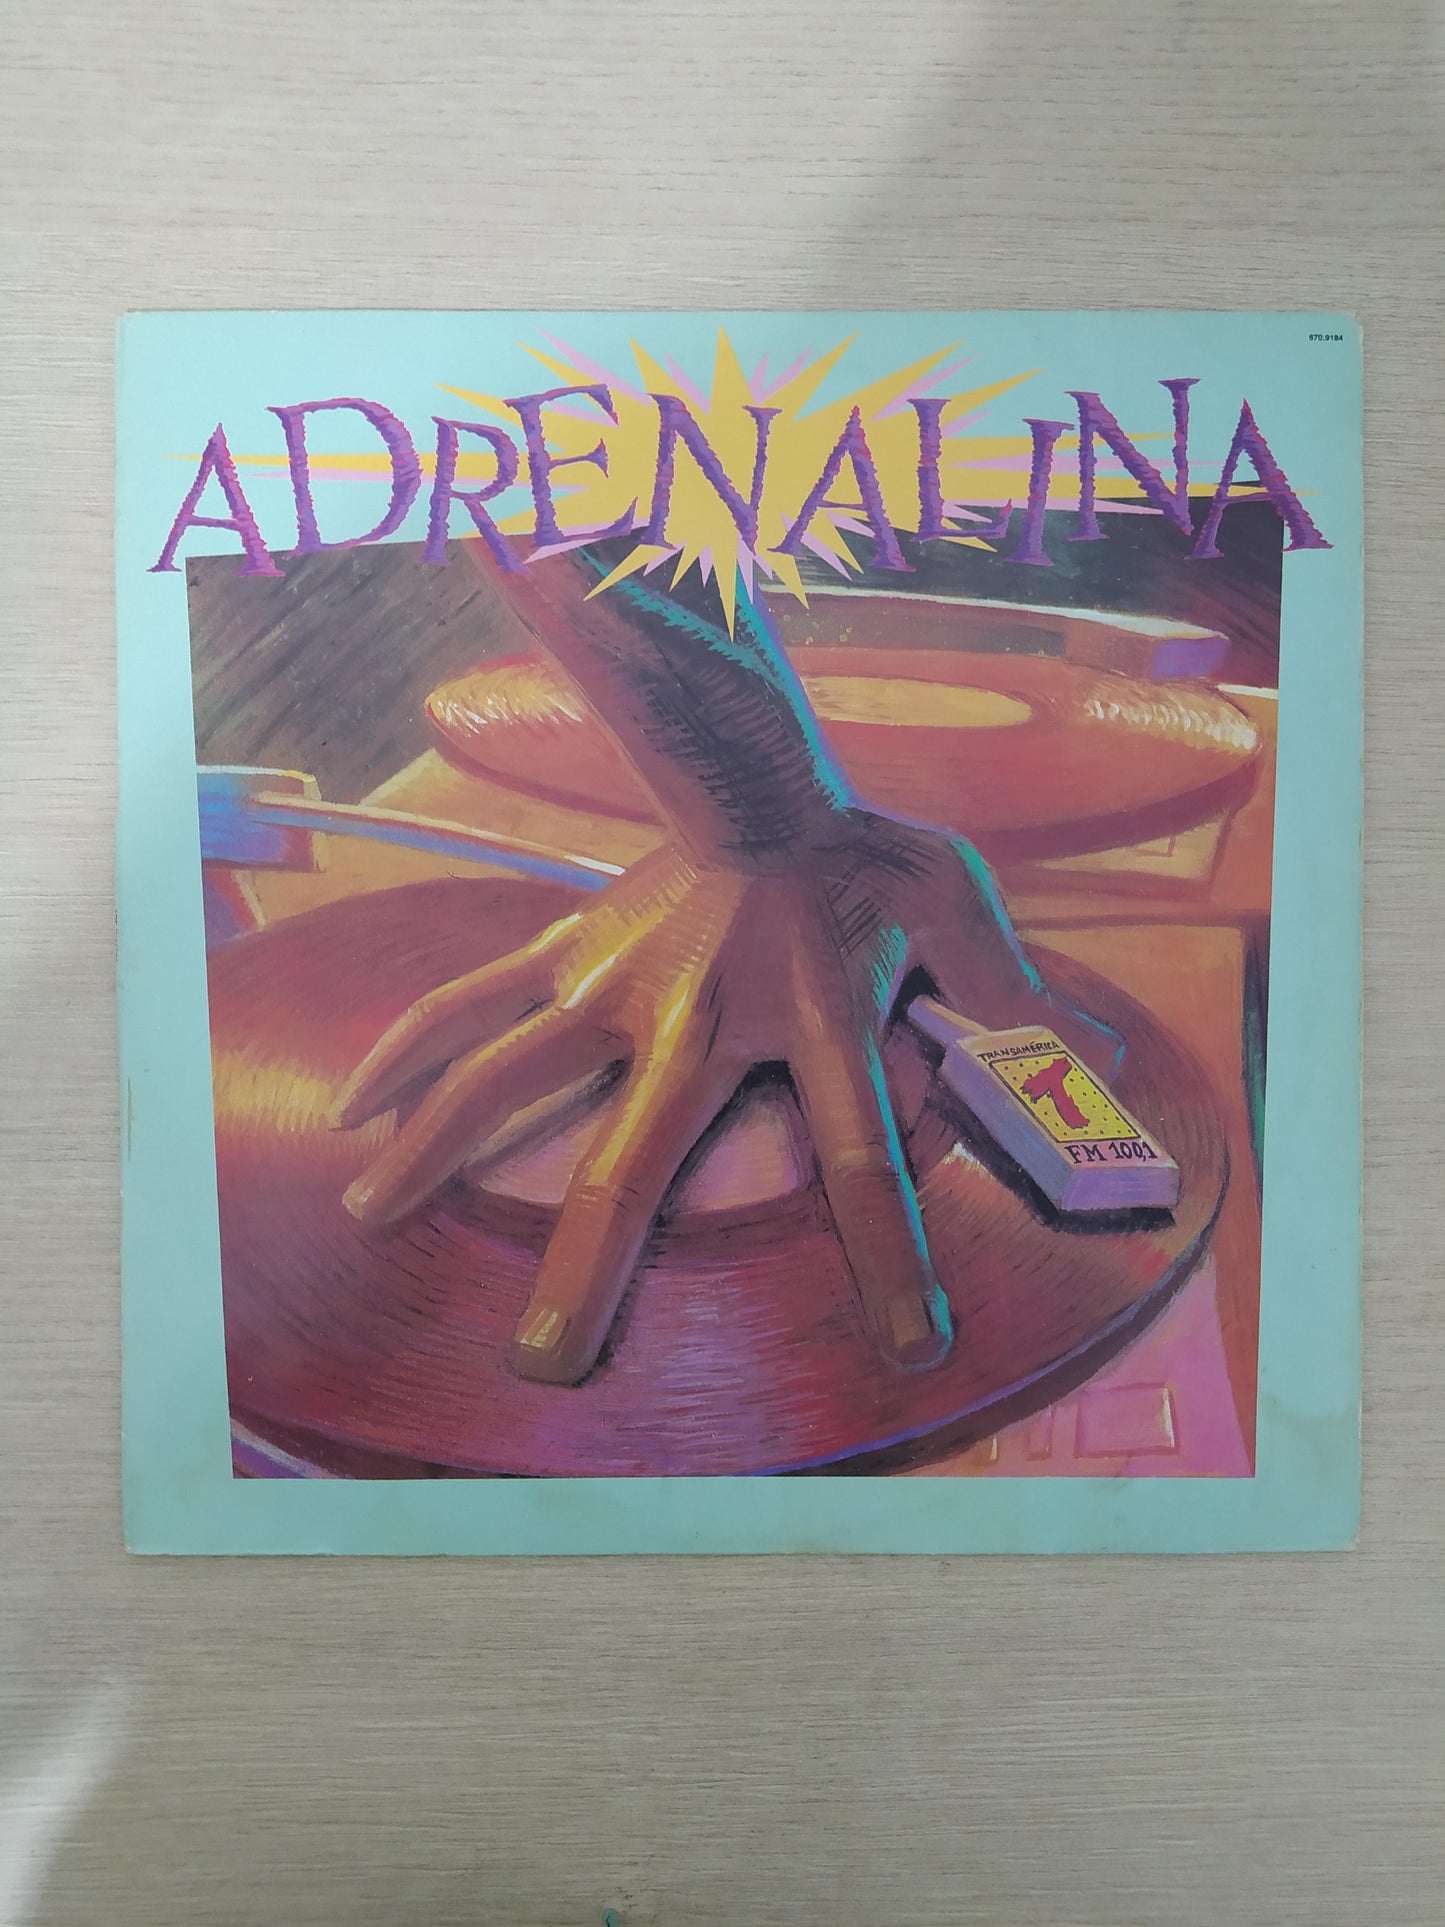 670.9184
ADRENALINA
TRANSAMÉRICA
T
FM 100,1